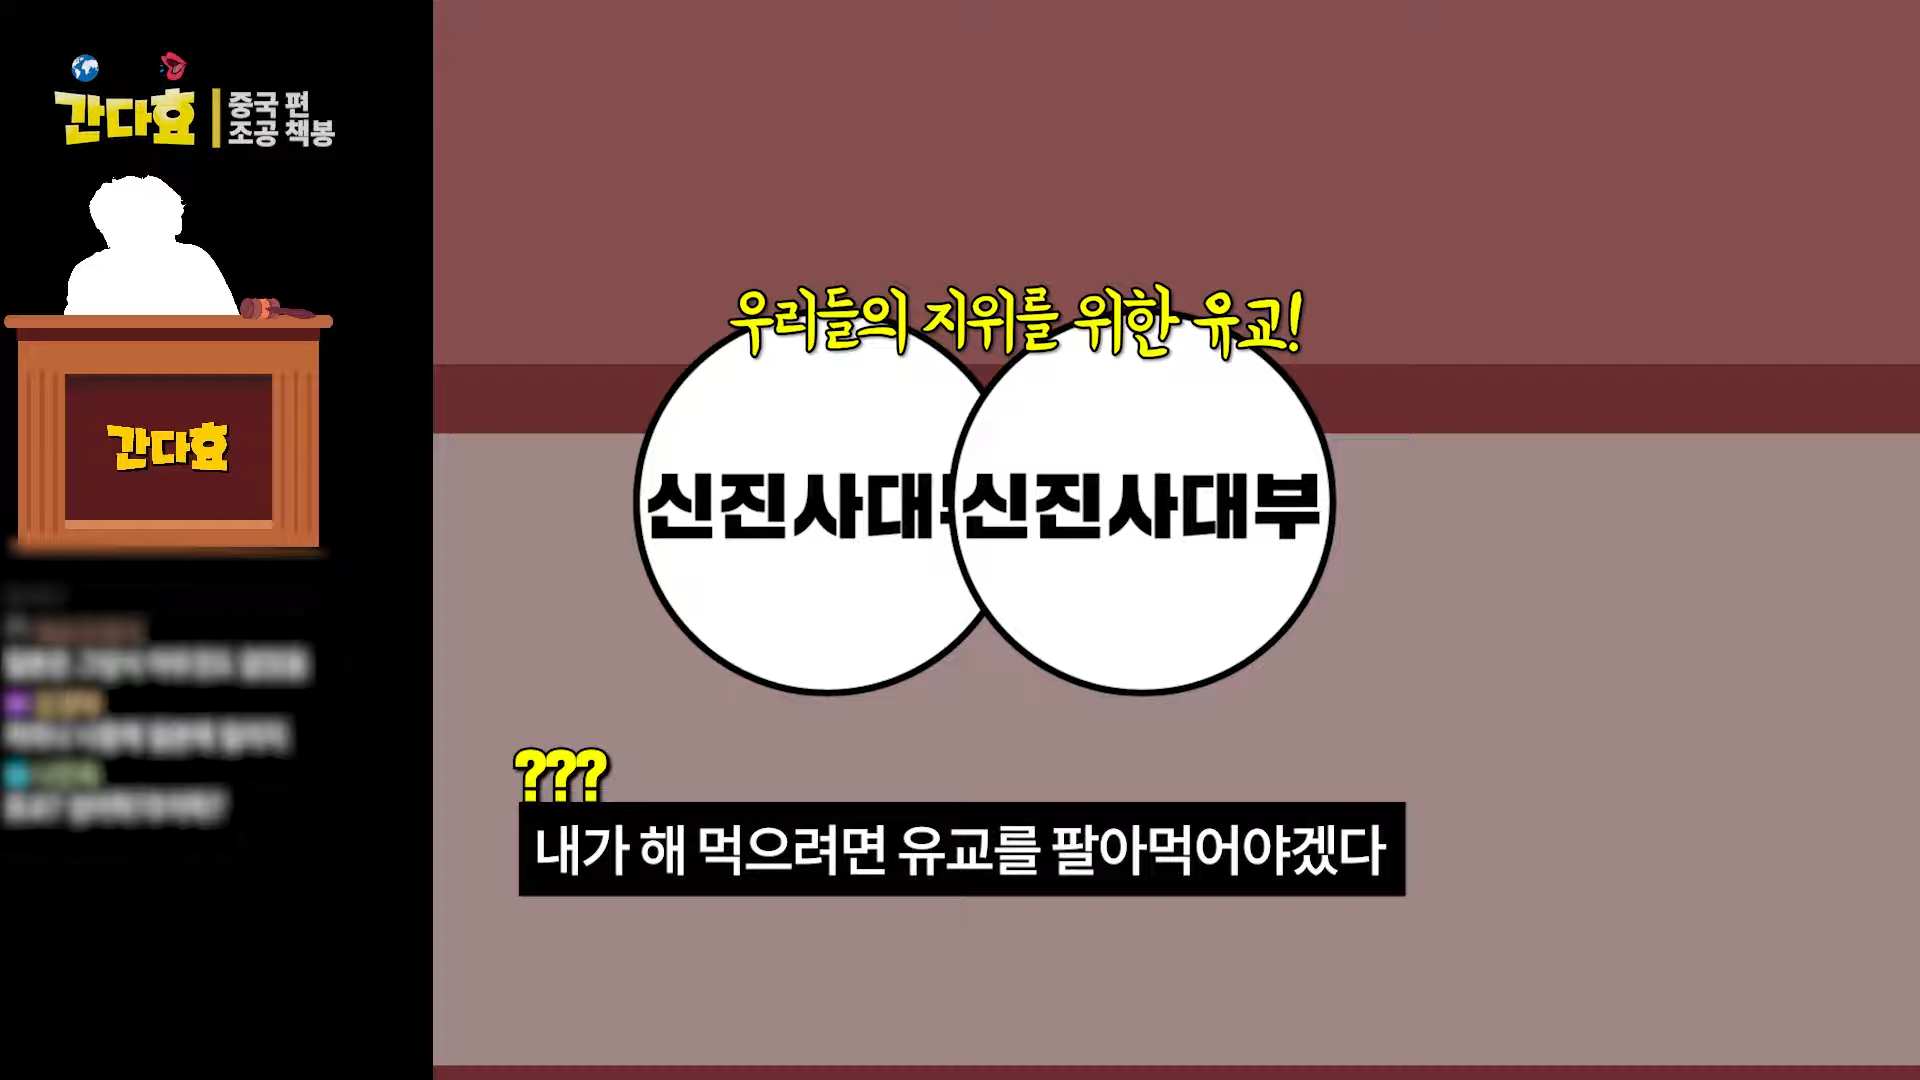 간다효
중국 편
조공 책봉
간다효
우리들의 지위를 위한 유교!
신진사대
신진사대부
???
내가 해 먹으려면 유교를 팔아먹어야겠다